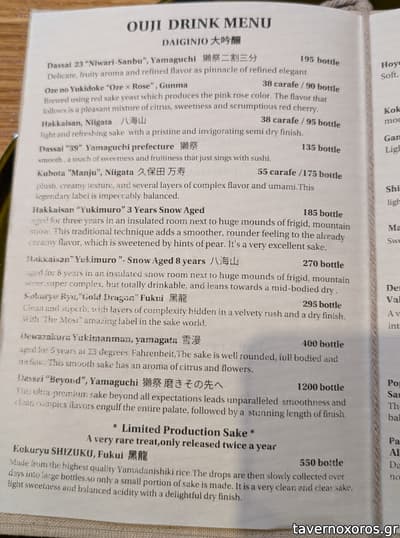 OUJI DRINK MENU
DAIGINJO 大吟醸
Dassai 23 "Niwari-Sanbu", Yamaguchi 獺祭二割三分 195 bottle
Delicate, fruity aroma and refined flavor as pinnacle of refined elegant
Oze no Yukidoke "Oze × Rose" , Gunma 38 carafe / 90 bottle
Brewed using red sake yeast which produces the pink rose color. The flavor that
follows is a pleasant mixture of citrus, sweetness and scrumptious red cherry.
Hakkaisan, Niigata 八海山 38 carafe / 95 bottle
light and refreshing sake with a pristine and invigorating semi dry finish.
Dassai "39" Yamaguchi prefecture 獺祭 135 bottle
smooth , a touch of sweetness and fruitiness that just sings with sushi.
Kubota "Manju", Niigata 久保田 万寿 55 carafe /175 bottle
plush, creamy texture, and several layers of complex flavor and umami.This
legendary label is impeccably balanced.
Hakkaisan "Yukimuro" 3 Years Snow Aged 185 bottle
aged for three years in an insulated room next to huge mounds of frigid, mountain
snow. This traditional technique adds a smoother, rounder feeling to the already
creamy flavor, which is sweetened by hints of pear. It's a very excellent sake.
Hakkaisan"Yukimuro "- Snow Aged 8 years 八海山 270 bottle
aged for 8 years in an insulated snow room next to huge mounds of frigid, mountain
snow.super complex, but totally drinkable, and leans towards a mid-bodied dry .
Kokuryu Ryu,"Gold Dragon" Fukui 黒龍 295 bottle
Clean and superb, with layers of complexity hidden in a velvety rush and a dry finish.
With "The Most" amazing label in the sake world.
Dewazakura Yukimanman, yamagata 雪漫 400 bottle
aged for 5 years at 23 degrees Fahrenheit,The sake is well rounded, full bodied and
mellow. This smooth sake has an aroma of citrus and flowers.
Dassai "Beyond", Yamaguchi 獺祭 磨きその先へ 1200 bottle
This ultra-premium sake beyond all expectations leads unparalleled smoothness and
clean, complex flavors engulf the entire palate, followed by a stunning length of finish.
* Limited Production Sake *
A very rare treat,only released twice a year
Kokuryu SHIZUKU, Fukui 黒龍 550 bottle
Made from the highest quality Yamadanishiki rice.The drops are then slowly collected over
days into large bottles.so only a small portion of sake is made. It is a very clean and clear sake.
light sweetness and balanced acidity with a delightful dry finish.
tavernoxoros.gr